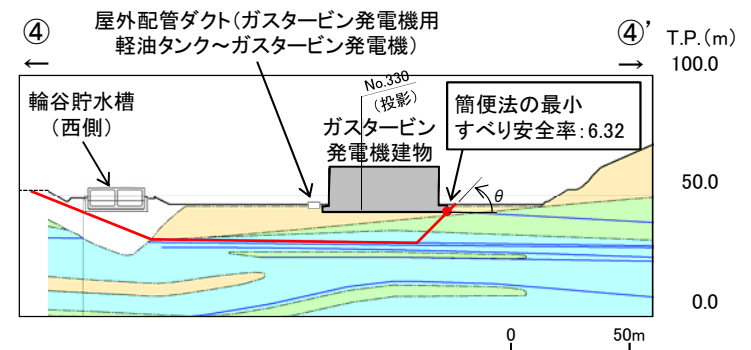 ④
屋外配管ダクト(ガスタービン発電機用
軽油タンク～ガスタービン発電機)
④’
T.P.(m)
←
→
100.0
輪谷貯水槽
(西側)
No.330
(投影)
ガスタービン
発電機建物
簡便法の最小
すべり安全率:6.32
θ
50.0
0.0
0
50m